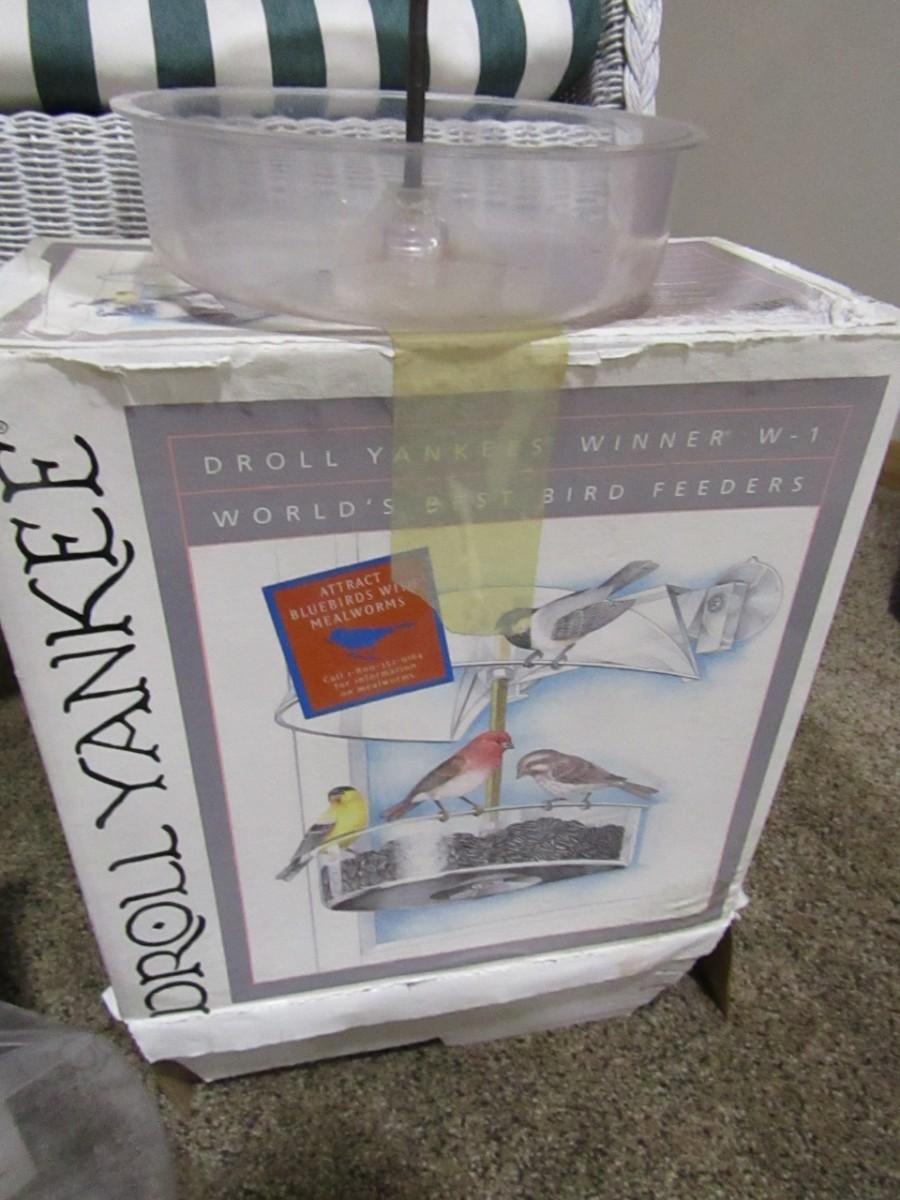 DROLL YANKEE®
DROLL YANKEES' WINNER® W-1
WORLD'S BEST BIRD FEEDERS
ATTRACT
BLUEBIRDS WITH
MEALWORMS
for information
on mealworms